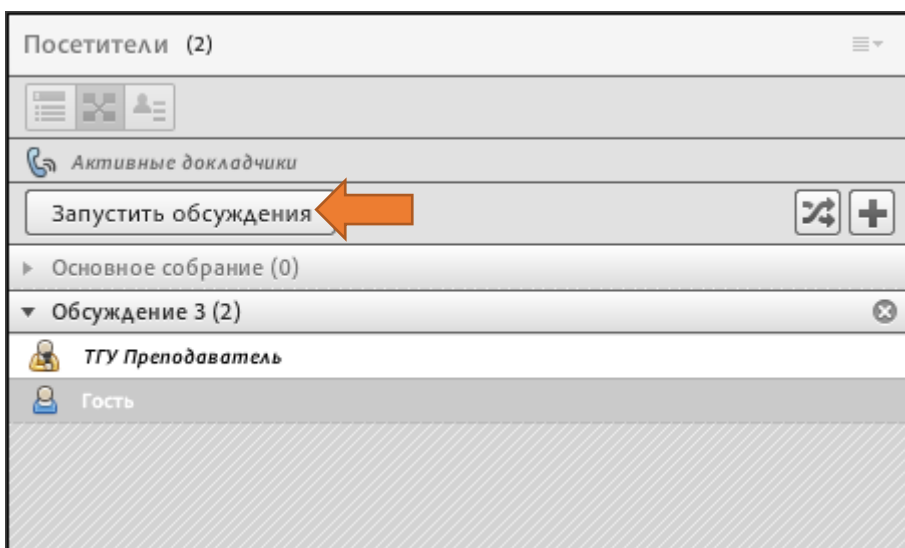 Посетители (2)
Активные докладчики
Запустить обсуждения
Основное собрание (0)
Обсуждение 3 (2)
ТГУ Преподаватель
Гость